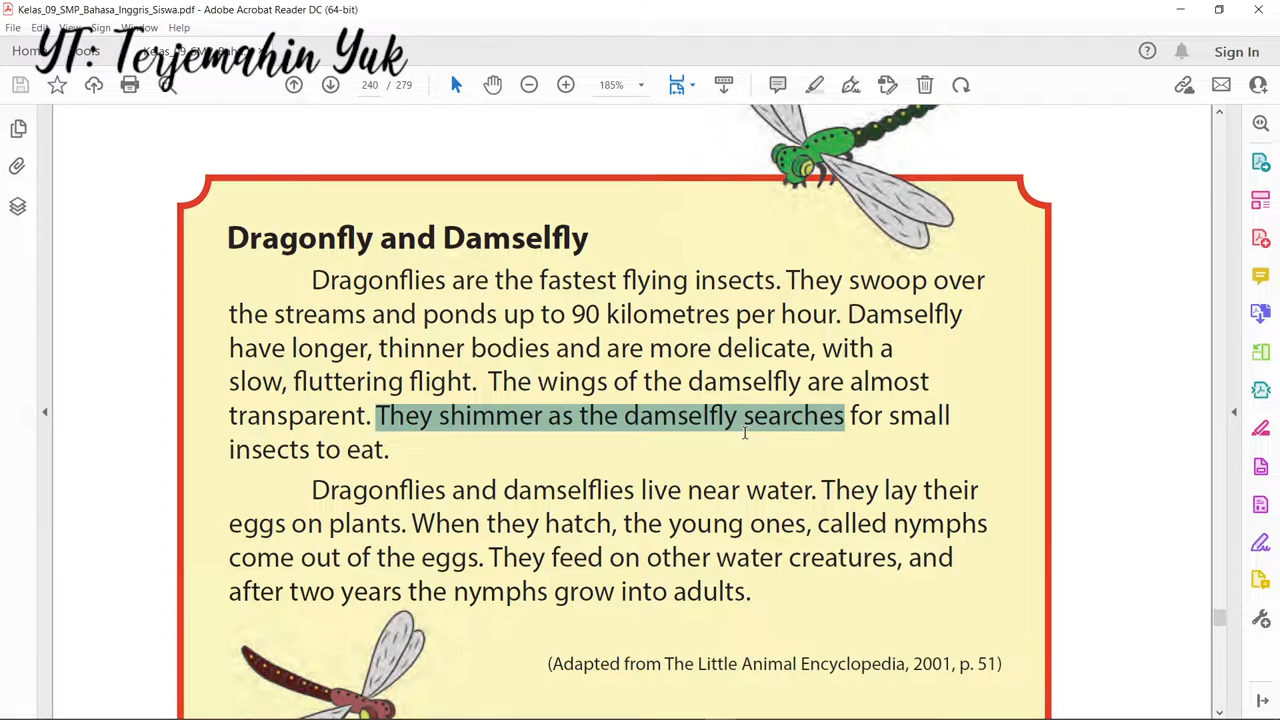 Kelas_09_SMP_Bahasa_Inggris_Siswa.pdf - Adobe Acrobat Reader DC (64-bit)
File Edit View Sign Window Help
YT: Terjemahin Yuk
Sign In
240 / 279
185%
Dragonfly and Damselfly
Dragonflies are the fastest flying insects. They swoop over
the streams and ponds up to 90 kilometres per hour. Damselfly
have longer, thinner bodies and are more delicate, with a
slow, fluttering flight. The wings of the damselfly are almost
transparent. They shimmer as the damselfly searches for small
insects to eat.
Dragonflies and damselflies live near water. They lay their
eggs on plants. When they hatch, the young ones, called nymphs
come out of the eggs. They feed on other water creatures, and
after two years the nymphs grow into adults.
(Adapted from The Little Animal Encyclopedia, 2001, p. 51)